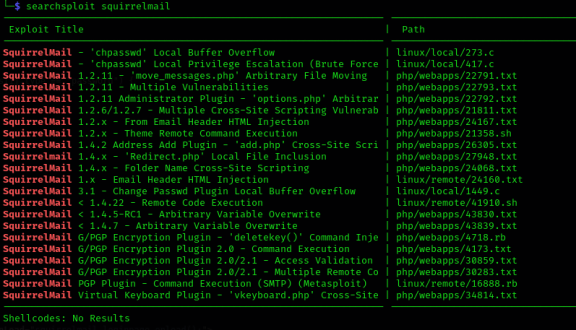 $ searchsploit squirrelmail
Exploit Title | Path
SquirrelMail - 'chpasswd' Local Buffer Overflow | linux/local/273.c
SquirrelMail - 'chpasswd' Local Privilege Escalation (Brute Force | linux/local/417.c
SquirrelMail 1.2.11 - 'move_messages.php' Arbitrary File Moving | php/webapps/22791.txt
SquirrelMail 1.2.11 - Multiple Vulnerabilities | php/webapps/22793.txt
SquirrelMail 1.2.11 Administrator Plugin - 'options.php' Arbitrar | php/webapps/22792.txt
SquirrelMail 1.2.6/1.2.7 - Multiple Cross-Site Scripting Vulnerab | php/webapps/21811.txt
SquirrelMail 1.2.x - From Email Header HTML Injection | php/webapps/24167.txt
SquirrelMail 1.2.x - Theme Remote Command Execution | php/webapps/21358.sh
SquirrelMail 1.4.2 Address Add Plugin - 'add.php' Cross-Site Scri | php/webapps/26305.txt
SquirrelMail 1.4.x - 'Redirect.php' Local File Inclusion | php/webapps/27948.txt
SquirrelMail 1.4.x - Folder Name Cross-Site Scripting | php/webapps/24068.txt
SquirrelMail 1.x - Email Header HTML Injection | linux/remote/24160.txt
SquirrelMail 3.1 - Change Passwd Plugin Local Buffer Overflow | linux/local/1449.c
SquirrelMail < 1.4.22 - Remote Code Execution | linux/remote/41910.sh
SquirrelMail < 1.4.5-RC1 - Arbitrary Variable Overwrite | php/webapps/43830.txt
SquirrelMail < 1.4.7 - Arbitrary Variable Overwrite | php/webapps/43839.txt
SquirrelMail G/PGP Encryption Plugin - 'deletekey()' Command Inje | php/webapps/4718.rb
SquirrelMail G/PGP Encryption Plugin 2.0 - Command Execution | php/webapps/4173.txt
SquirrelMail G/PGP Encryption Plugin 2.0/2.1 - Access Validation | php/webapps/30859.txt
SquirrelMail G/PGP Encryption Plugin 2.0/2.1 - Multiple Remote Co | php/webapps/30283.txt
SquirrelMail PGP Plugin - Command Execution (SMTP) (Metasploit) | linux/remote/16888.rb
SquirrelMail Virtual Keyboard Plugin - 'vkeyboard.php' Cross-Site | php/webapps/34814.txt
Shellcodes: No Results